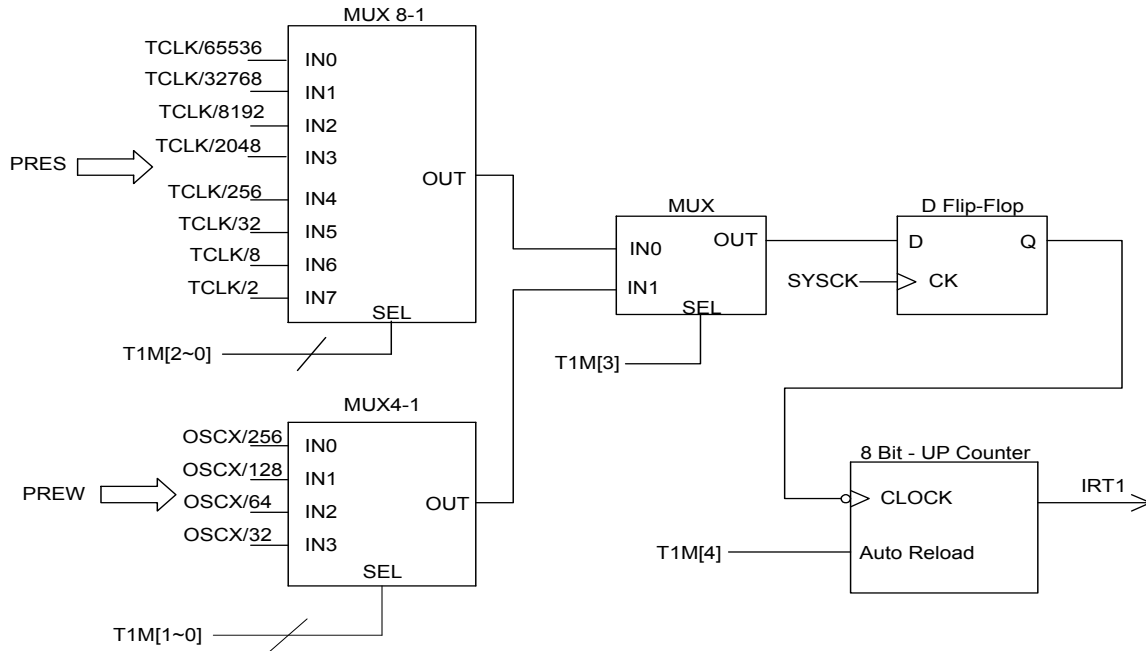 MUX 8-1
TCLK/65536
IN0
TCLK/32768
IN1
TCLK/8192
IN2
TCLK/2048
IN3
PRES
OUT
TCLK/256
IN4
TCLK/32
IN5
TCLK/8
IN6
TCLK/2
IN7
SEL
T1M[2~0]
MUX
OUT
IN0
IN1
SEL
T1M[3]
D Flip-Flop
D
Q
SYSCK
CK
MUX4-1
OSCX/256
IN0
OSCX/128
IN1
PREW
OUT
OSCX/64
IN2
OSCX/32
IN3
SEL
T1M[1~0]
8 Bit - UP Counter
CLOCK
IRT1
T1M[4]
Auto Reload